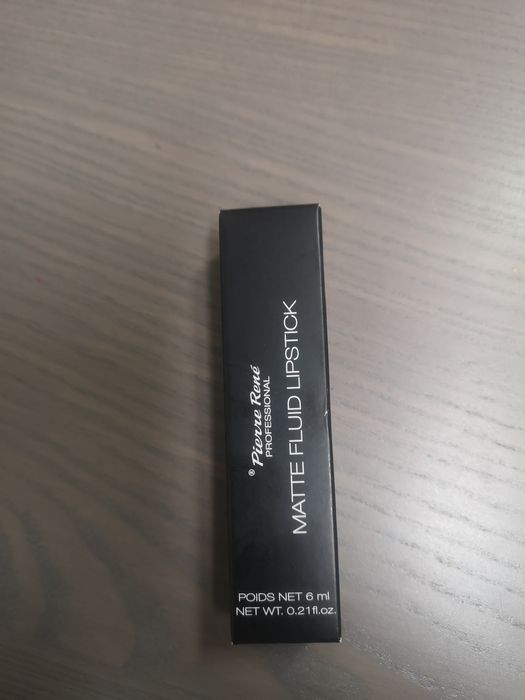 ® Pierre René
PROFESSIONAL
MATTE FLUID LIPSTICK
POIDS NET 6 ml
NET WT. 0.21fl.oz.